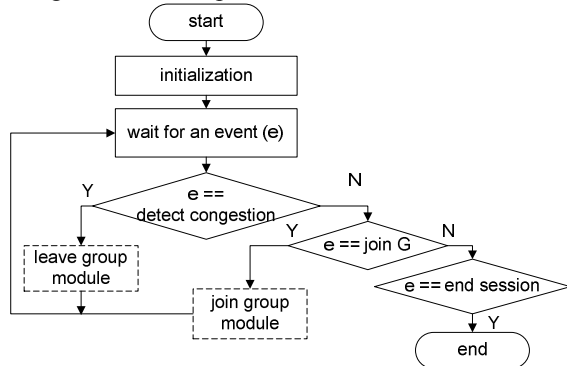 start
initialization
wait for an event (e)
Y
e ==
detect congestion
N
leave group
module
Y
e == join G
N
join group
module
e == end session
Y
end